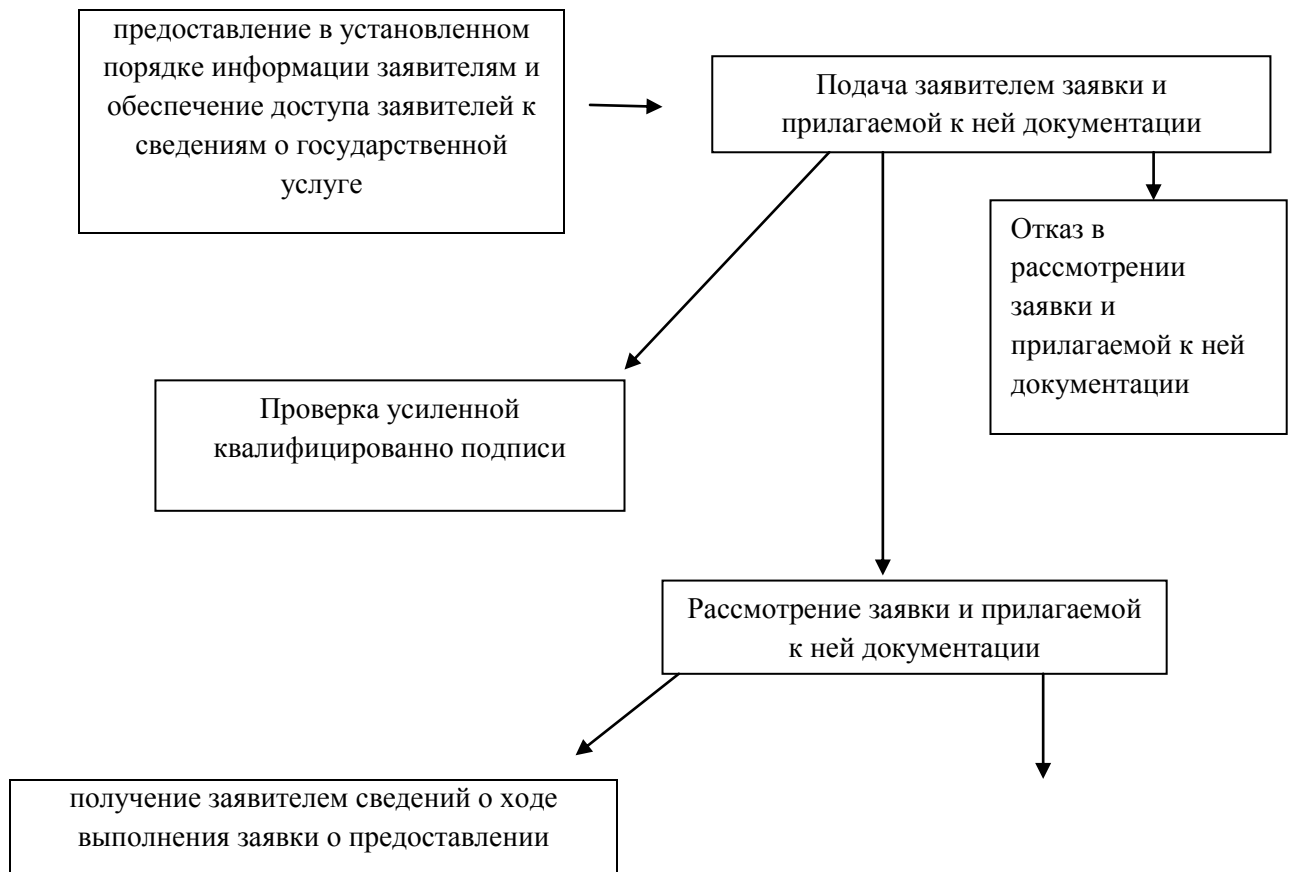 предоставление в установленном
порядке информации заявителям и
обеспечение доступа заявителей к
сведениям о государственной
услуге
Подача заявителем заявки и
прилагаемой к ней документации
Отказ в
рассмотрении
заявки и
прилагаемой к ней
документации
Проверка усиленной
квалифицированно подписи
Рассмотрение заявки и прилагаемой
к ней документации
получение заявителем сведений о ходе
выполнения заявки о предоставлении